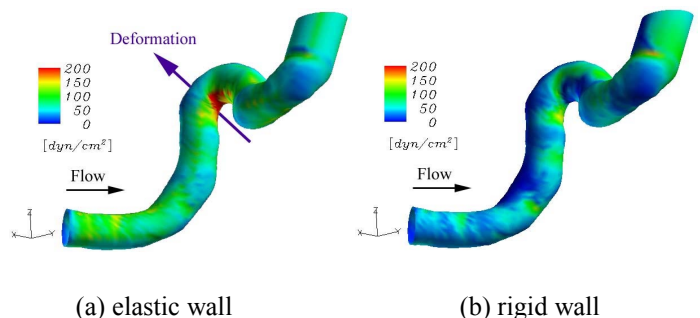 Deformation
200
150
100
50
0
[dyn/cm²]
Flow
Z
X
Y
(a) elastic wall
200
150
100
50
0
[dyn/cm²]
Flow
Z
X
Y
(b) rigid wall